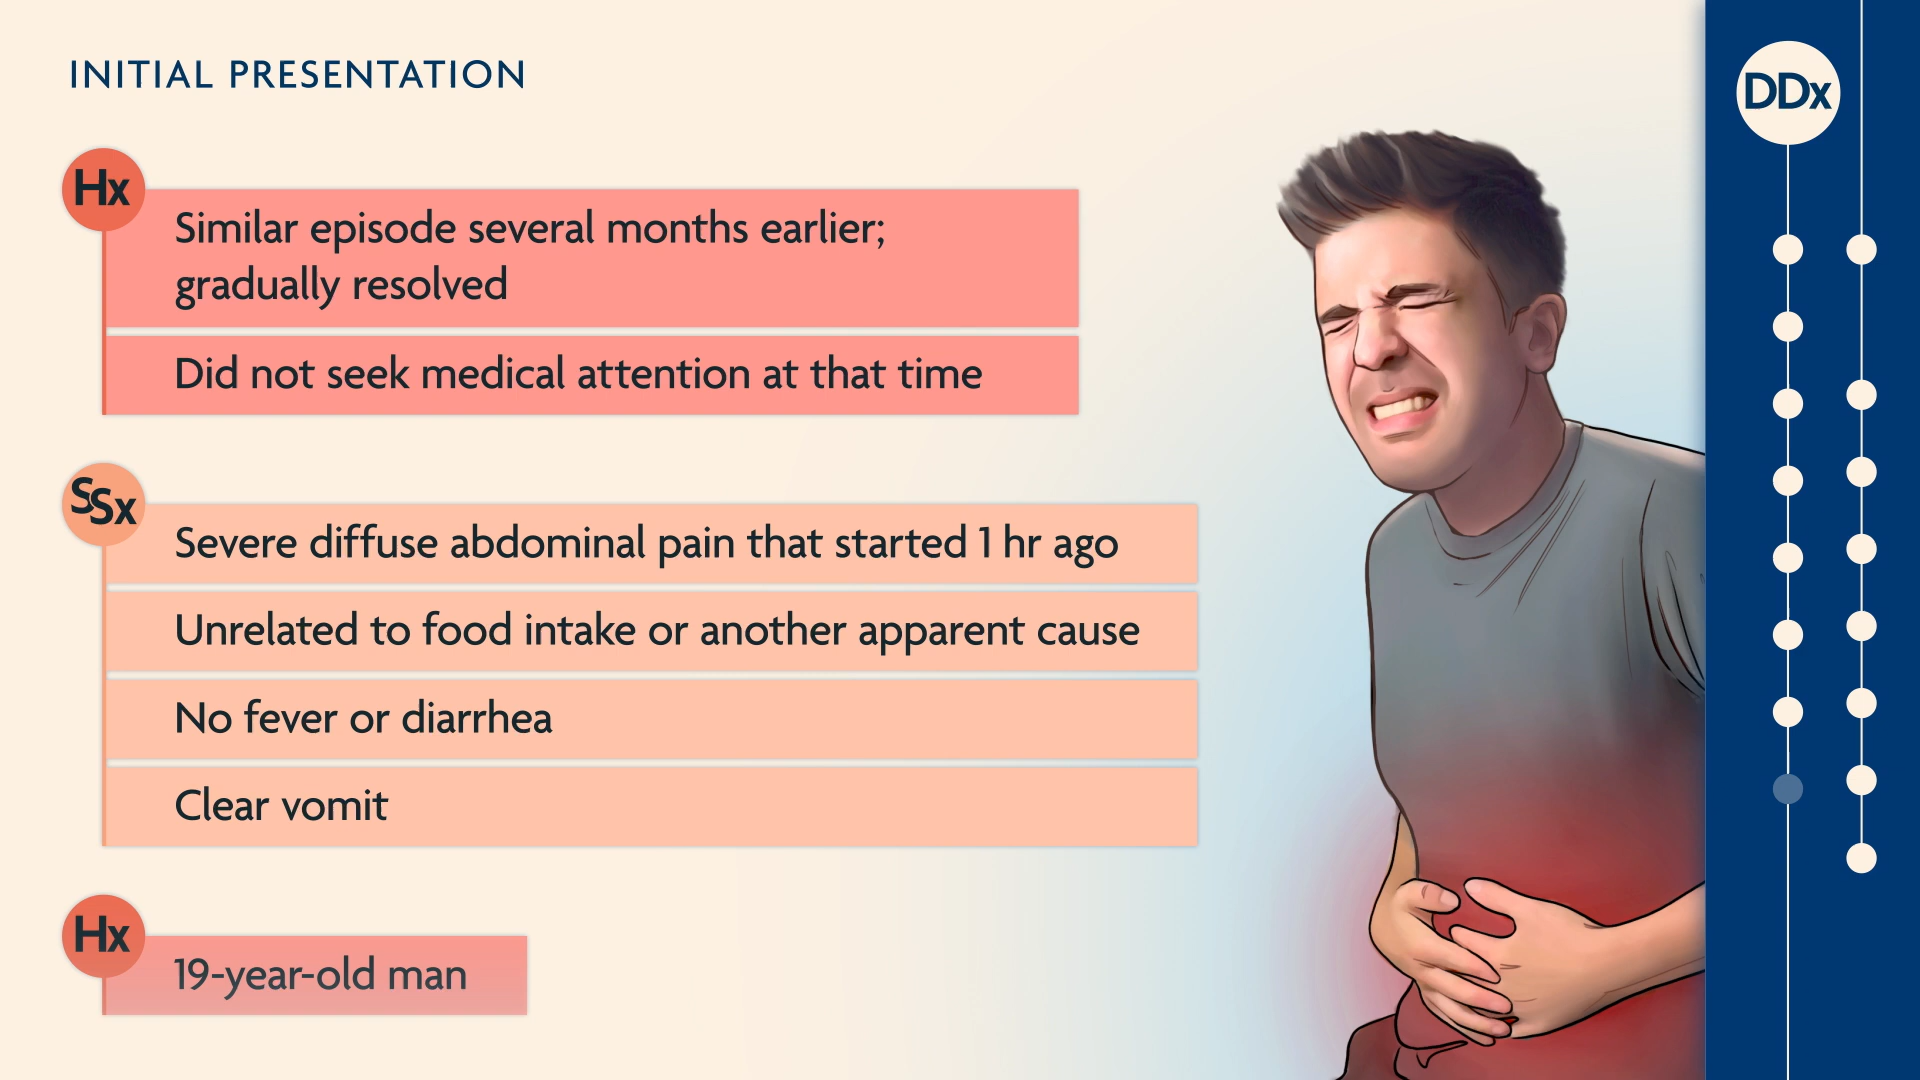 INITIAL PRESENTATION
DDx
Hx
Similar episode several months earlier;
gradually resolved
Did not seek medical attention at that time
SSx
Severe diffuse abdominal pain that started 1 hr ago
Unrelated to food intake or another apparent cause
No fever or diarrhea
Clear vomit
Hx
19-year-old man